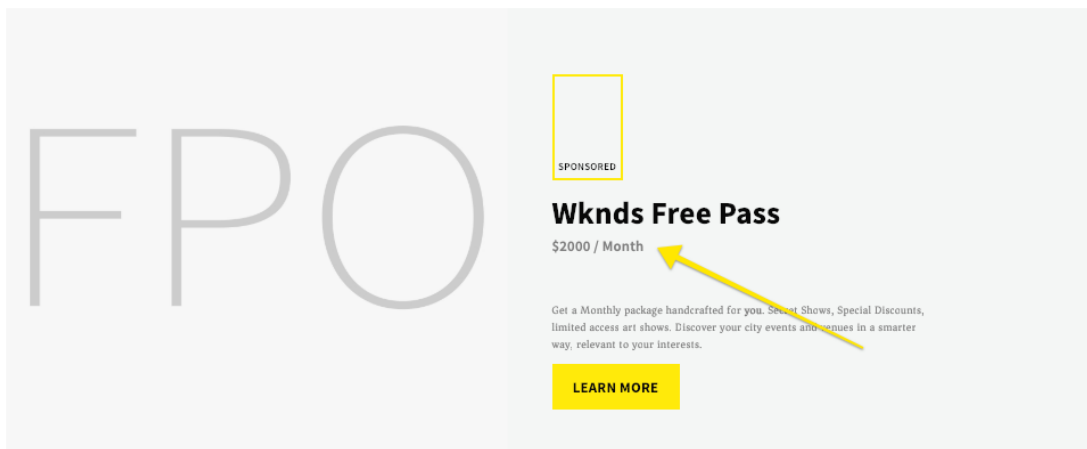 FPO
SPONSORED
Wknds Free Pass
$2000 / Month
Get a Monthly package handcrafted for you. Secret Shows, Special Discounts,
limited access art shows. Discover your city events and venues in a smarter
way, relevant to your interests.
LEARN MORE